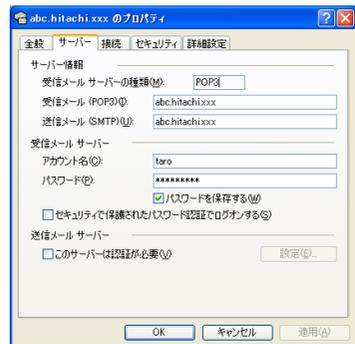 abc.hitachi.xxx のプロパティ
全般 サーバー 接続 セキュリティ 詳細設定
サーバー情報
受信メール サーバーの種類(M): POP3
受信メール (POP3)(I): abc.hitachi.xxx
送信メール (SMTP)(U): abc.hitachi.xxx
受信メール サーバー
アカウント名(C): taro
パスワード(P): *********
パスワードを保存する(W)
セキュリティで保護されたパスワード認証でログオンする(S)
送信メール サーバー
このサーバーは認証が必要(V) 設定(E)...
OK キャンセル 適用(A)